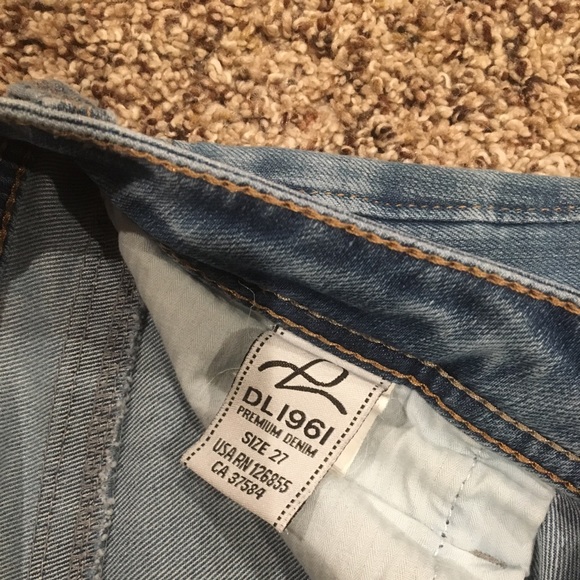 DL1961
PREMIUM DENIM
SIZE 27
USA RN 126855
CA 37584